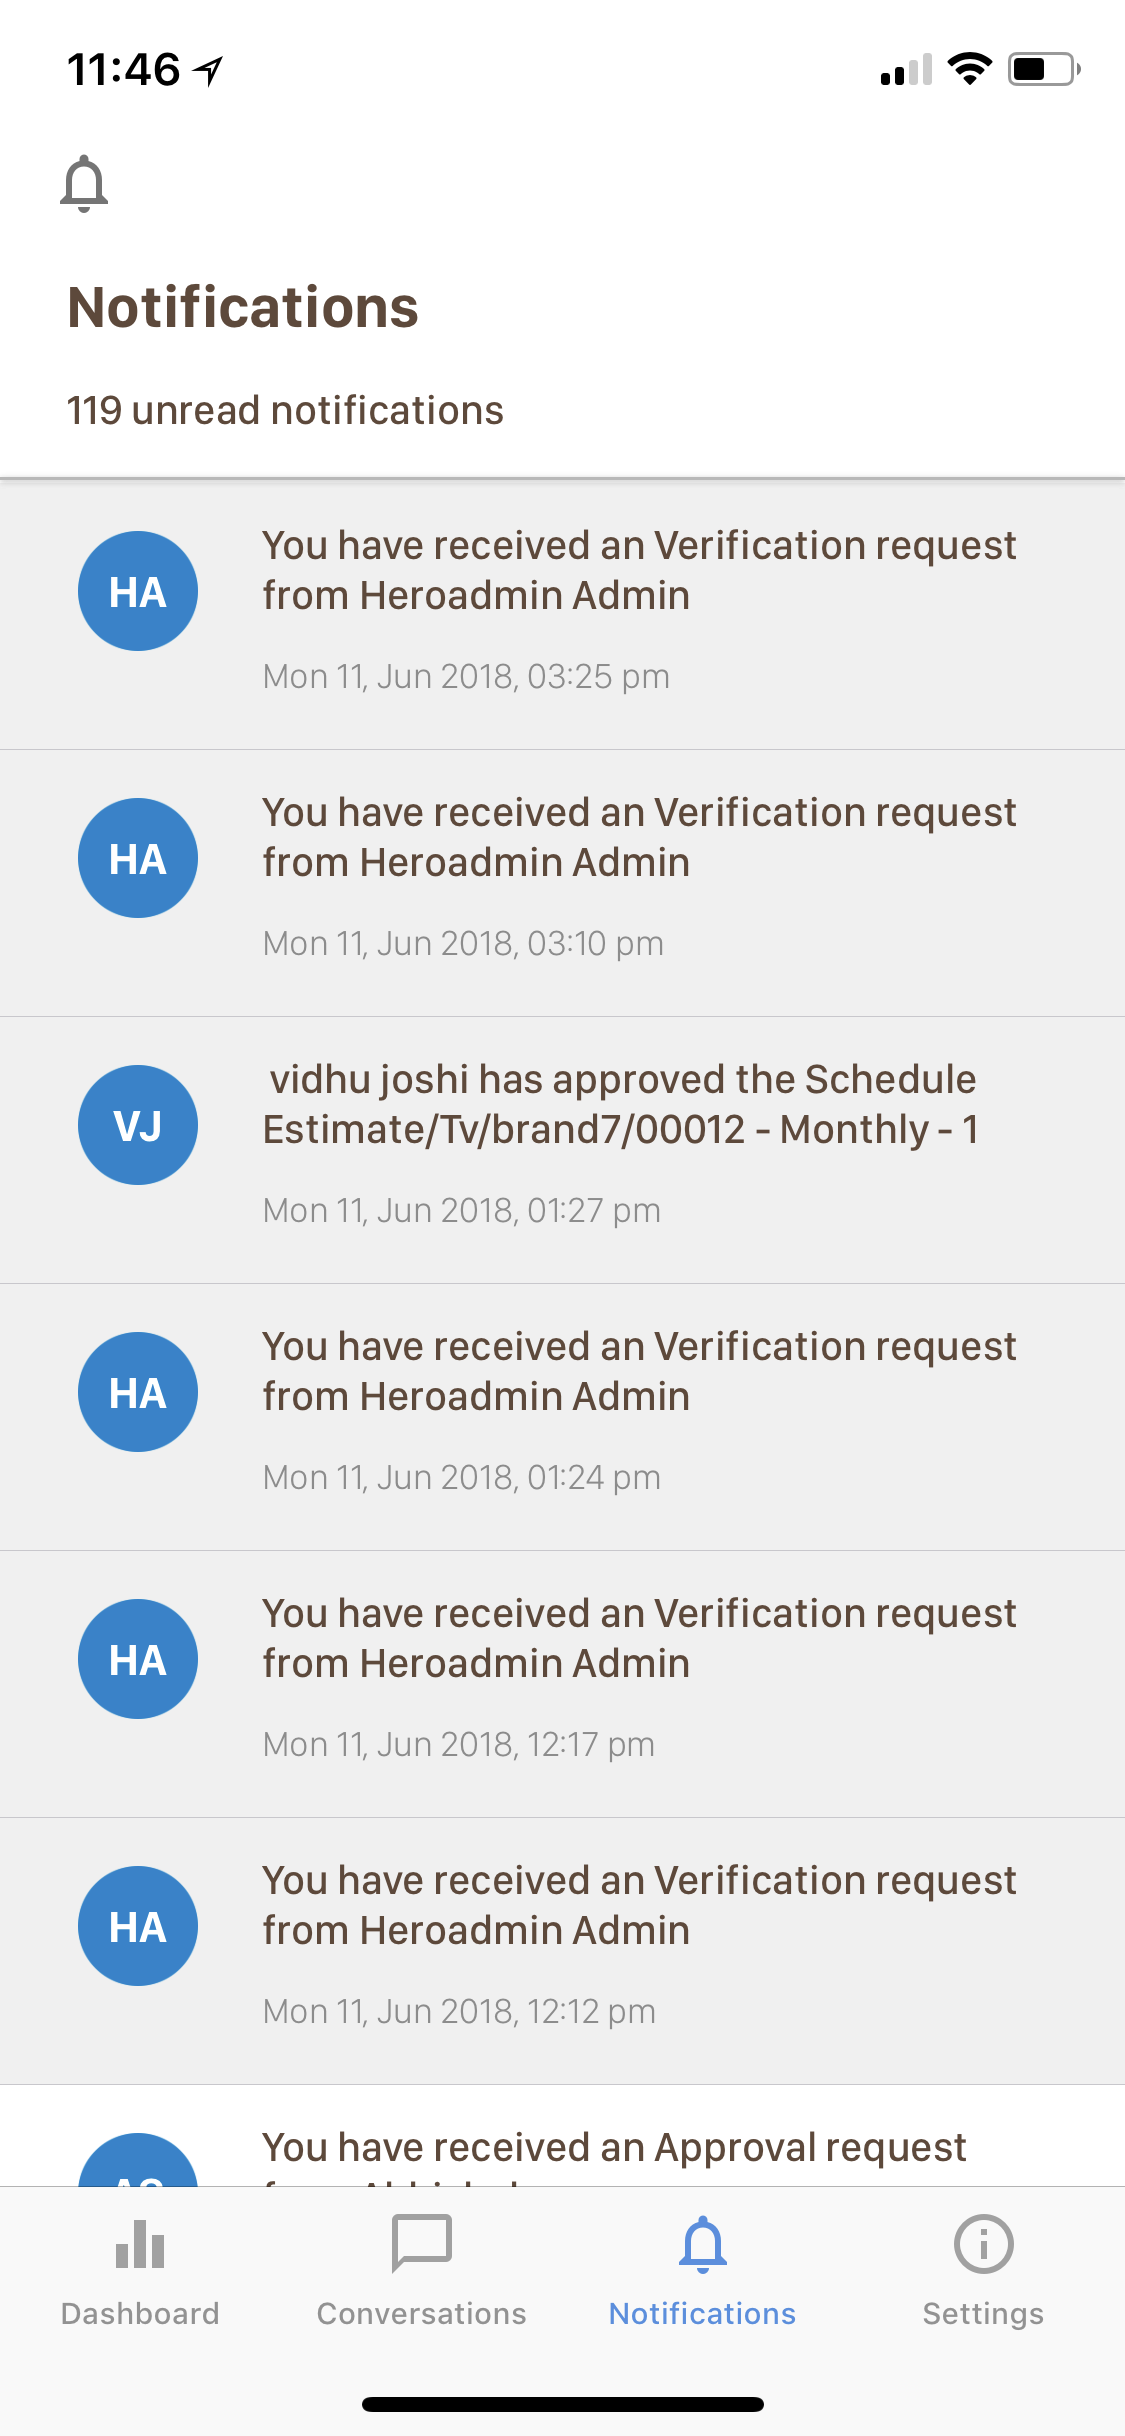 11:46
Notifications
119 unread notifications
HA
You have received an Verification request
from Heroadmin Admin
Mon 11, Jun 2018, 03:25 pm
HA
You have received an Verification request
from Heroadmin Admin
Mon 11, Jun 2018, 03:10 pm
VJ
vidhu joshi has approved the Schedule
Estimate/Tv/brand7/00012 - Monthly - 1
Mon 11, Jun 2018, 01:27 pm
HA
You have received an Verification request
from Heroadmin Admin
Mon 11, Jun 2018, 01:24 pm
HA
You have received an Verification request
from Heroadmin Admin
Mon 11, Jun 2018, 12:17 pm
HA
You have received an Verification request
from Heroadmin Admin
Mon 11, Jun 2018, 12:12 pm
You have received an Approval request
Dashboard
Conversations
Notifications
Settings